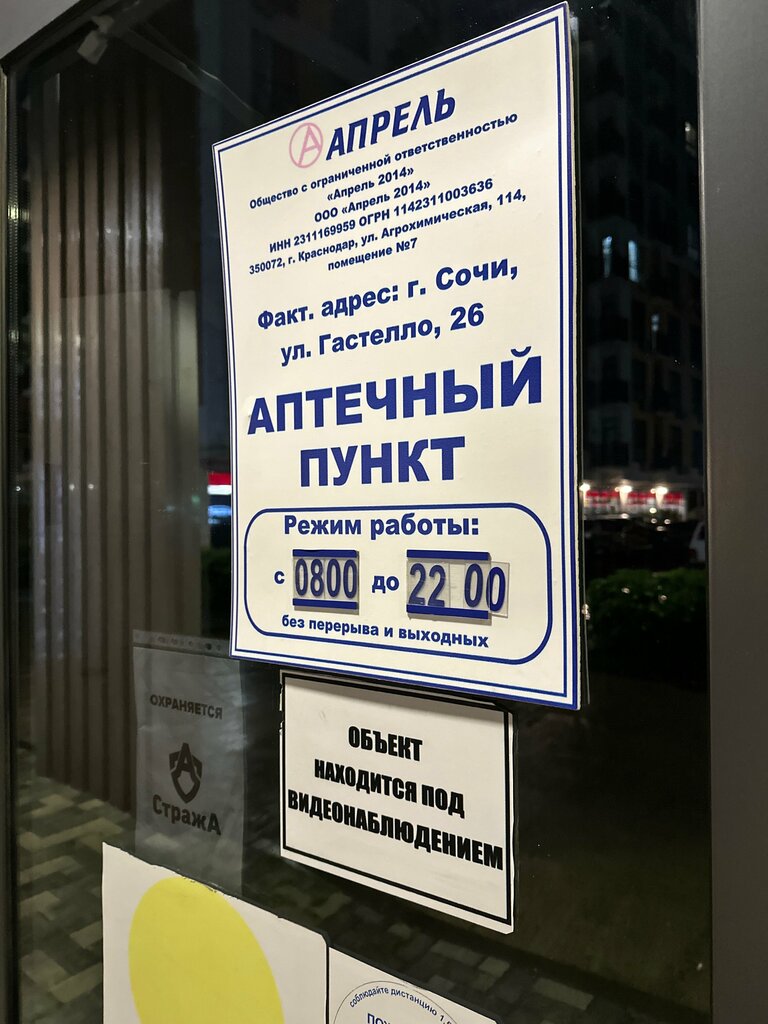 АПРЕЛЬ
Общество с ограниченной ответственностью
«Апрель 2014»
ООО «Апрель 2014»
ИНН 2311169959 ОГРН 1142311003636
350072, г. Краснодар, ул. Агрохимическая, 114,
помещение №7
Факт. адрес: г. Сочи,
ул. Гастелло, 26
АПТЕЧНЫЙ
ПУНКТ
Режим работы:
с 0800 до 22 00
без перерыва и выходных
ОХРАНЯЕТСЯ
СтражА
ОБЪЕКТ
НАХОДИТСЯ ПОД
ВИДЕОНАБЛЮДЕНИЕМ
соблюдайте дистанцию